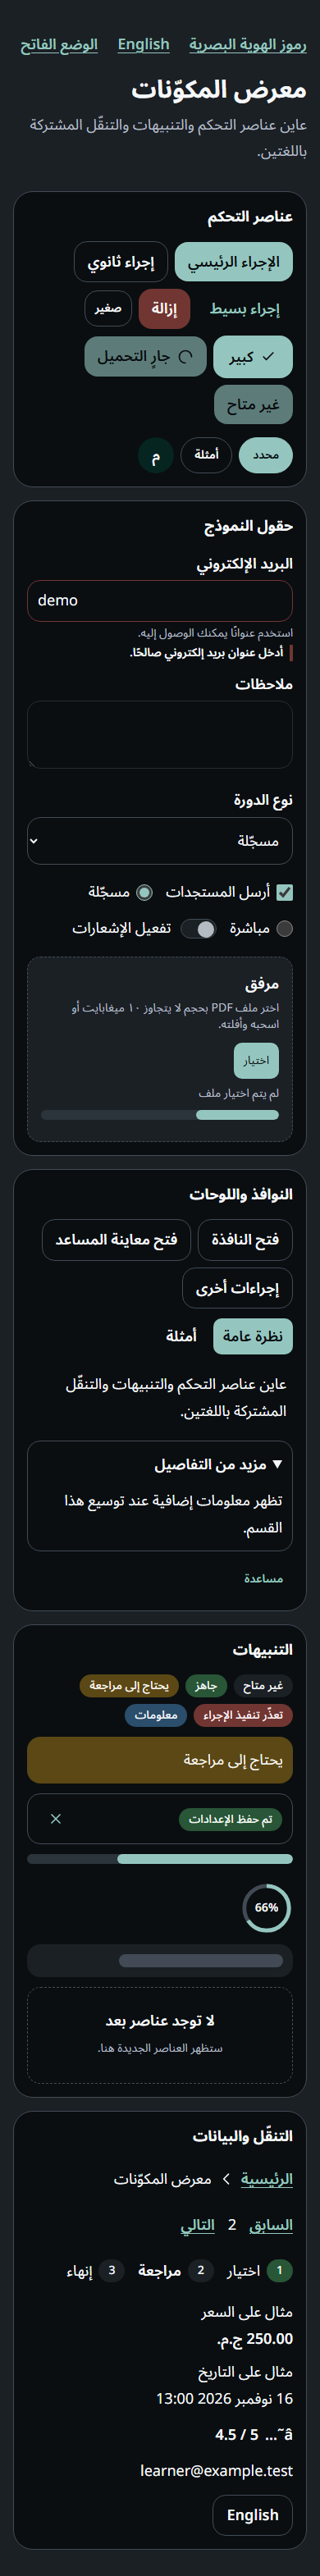 رموز الهوية البصرية English الوضع الفاتح
معرض المكوّنات
عاين عناصر التحكم والتنبيهات والتنقّل المشتركة
باللغتين.
عناصر التحكم
الإجراء الرئيسي إجراء ثانوي
إجراء بسيط إزالة صغير
كبير جارٍ التحميل
غير متاح
محدد أمثلة م
حقول النموذج
البريد الإلكتروني
demo
استخدم عنوانًا يمكنك الوصول إليه.
أدخل عنوان بريد إلكتروني صالحًا.
ملاحظات
نوع الدورة
مسجّلة
أرسل المستجدات مسجّلة
مباشرة تفعيل الإشعارات
مرفق
اختر ملف PDF بحجم لا يتجاوز ١٠ ميغابايت أو
اسحبه وأفلته.
اختيار
لم يتم اختيار ملف
النوافذ واللوحات
فتح النافذة فتح معاينة المساعد
إجراءات أخرى
نظرة عامة أمثلة
عاين عناصر التحكم والتنبيهات والتنقّل
المشتركة باللغتين.
مزيد من التفاصيل
تظهر معلومات إضافية عند توسيع هذا
القسم.
مساعدة
التنبيهات
غير متاح جاهز يحتاج إلى مراجعة
تعذّر تنفيذ الإجراء معلومات
يحتاج إلى مراجعة
تم حفظ الإعدادات
66%
لا توجد عناصر بعد
ستظهر العناصر الجديدة هنا.
التنقّل والبيانات
الرئيسية معرض المكوّنات
السابق 2 التالي
1 اختيار 2 مراجعة 3 إنهاء
مثال على السعر
250.00 ج.م.
مثال على التاريخ
16 نوفمبر 2026 13:00
4.5 / 5 …˜â
learner@example.test
English